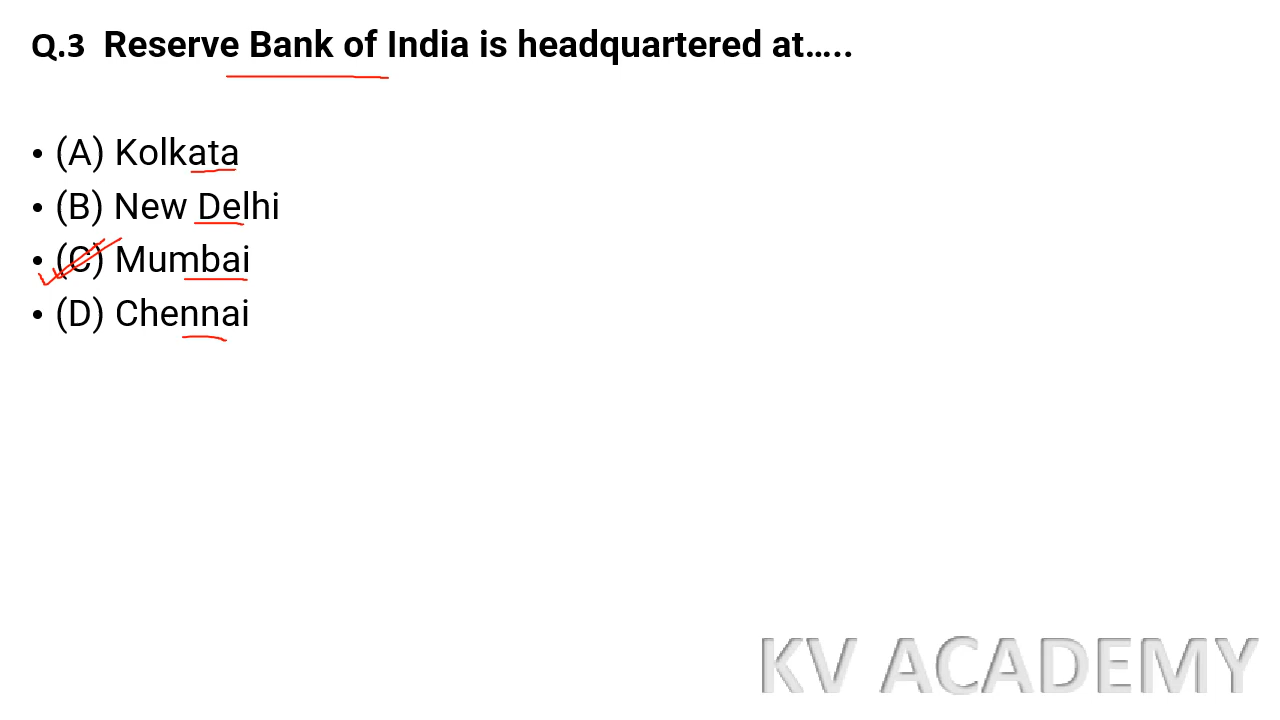 Q.3 Reserve Bank of India is headquartered at…..
• (A) Kolkata
• (B) New Delhi
• (C) Mumbai
• (D) Chennai
KV ACADEMY